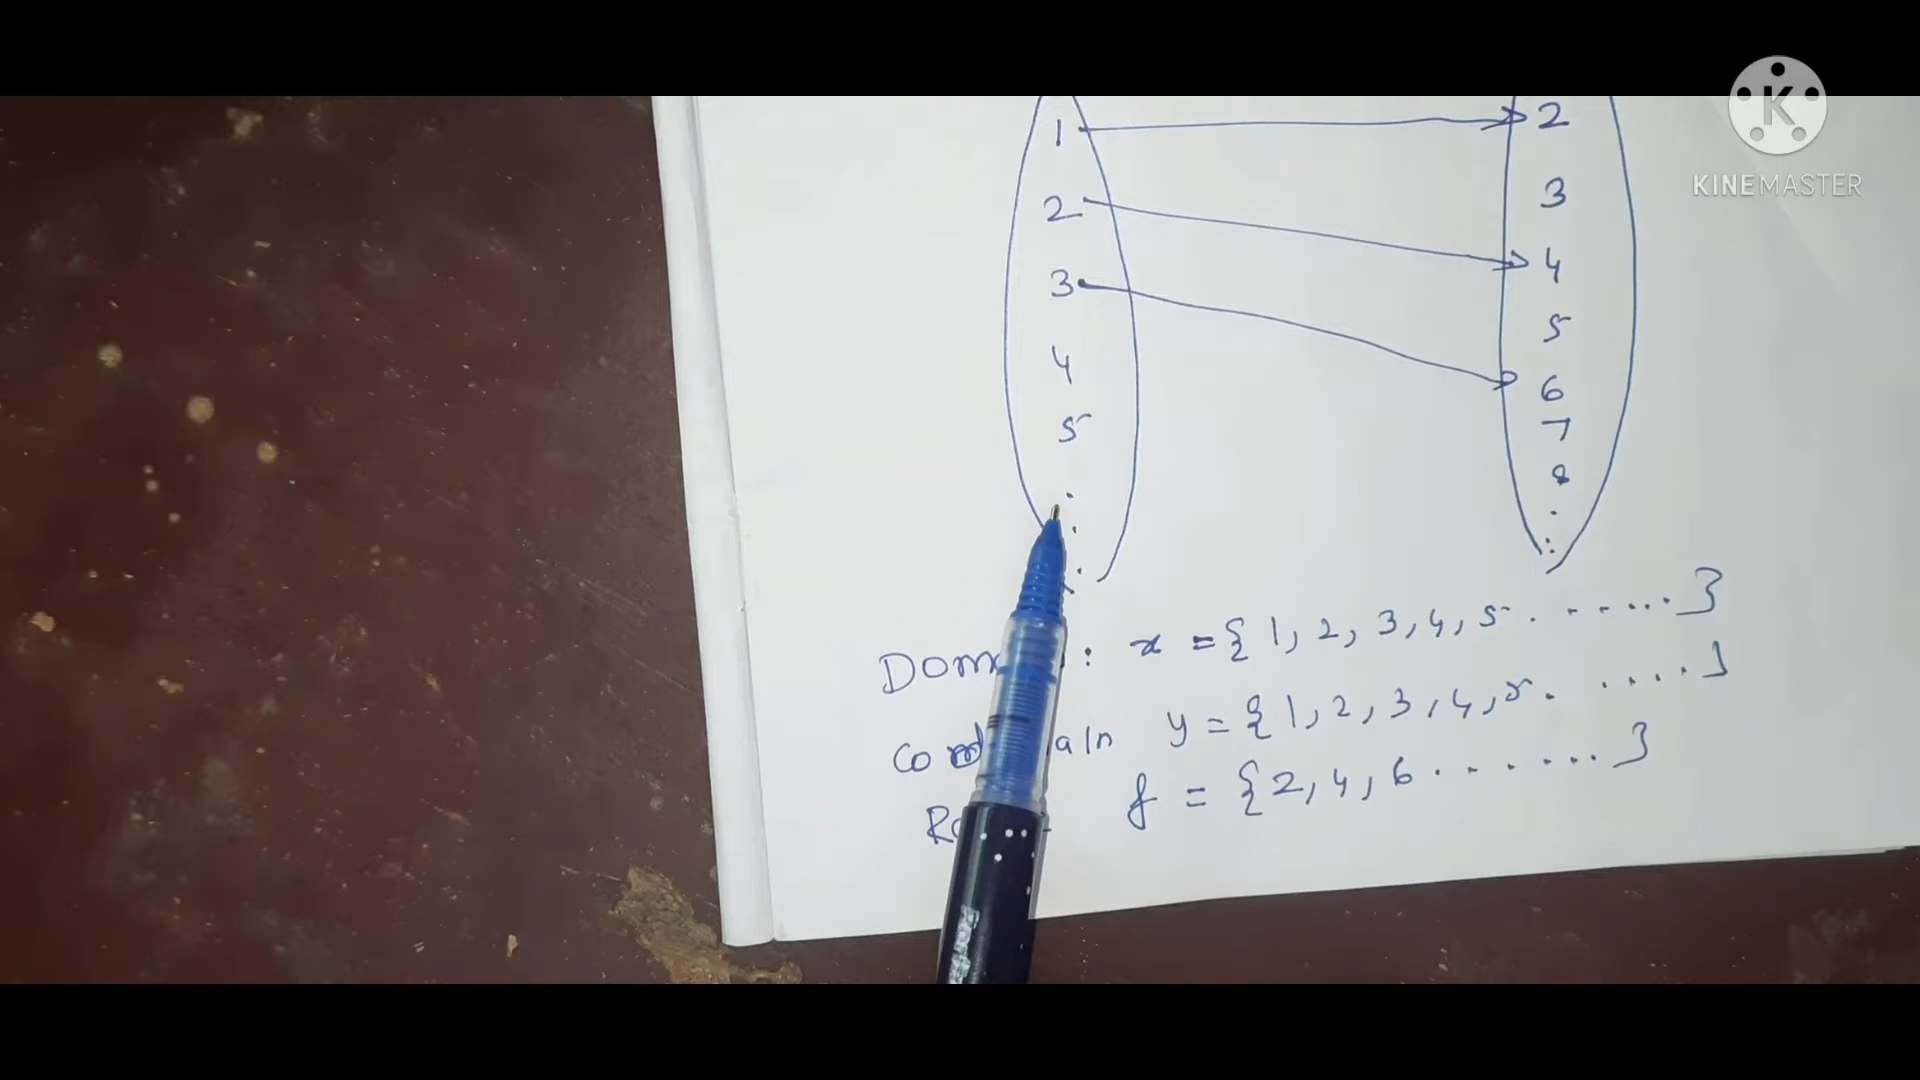 1 2
3
2 4
3 5
4 6
5 7
8
: x = { 1, 2, 3, 4, 5 . ...... }
y = { 1, 2, 3, 4, 5 . ..... }
f = { 2, 4, 6 . ...... }
K
KINEMASTER